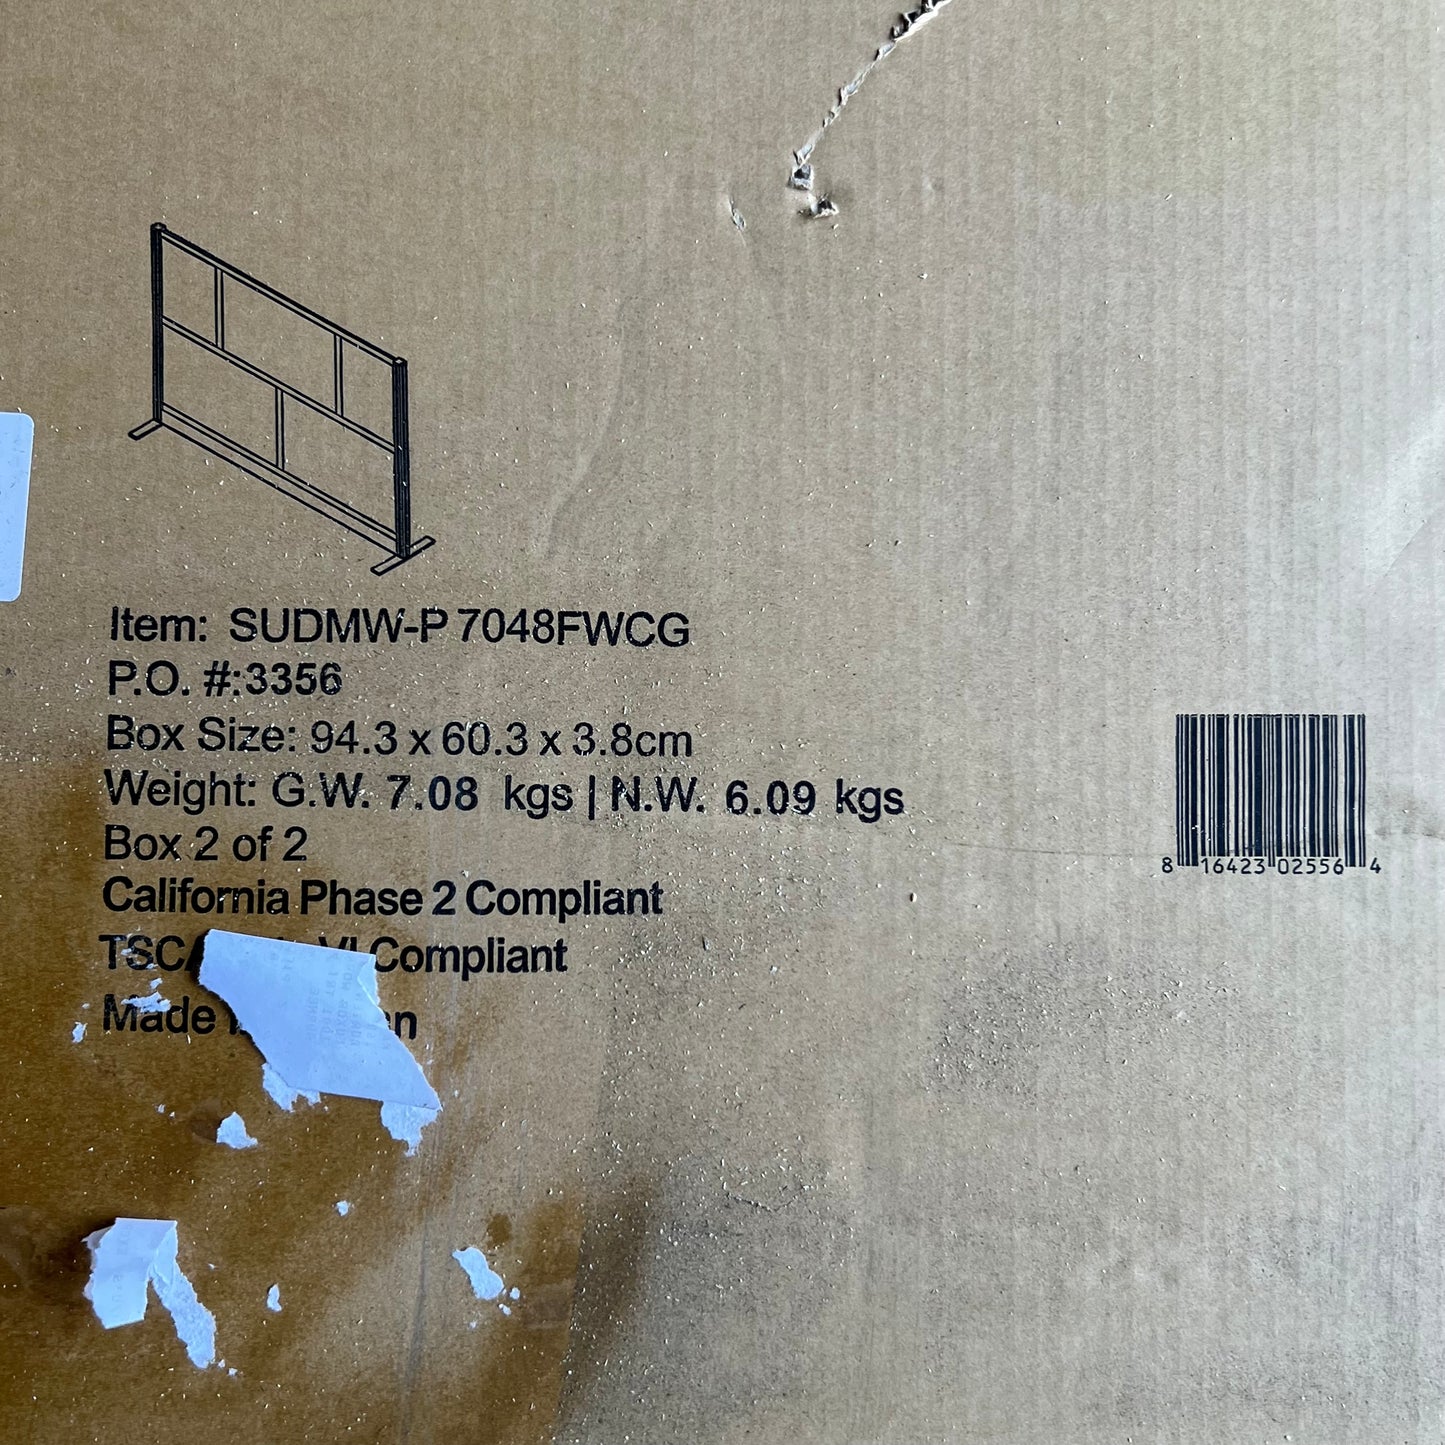 Item: SUDMW-P 7048FWCG
P.O. #:3356
Box Size: 94.3 x 60.3 x 3.8cm
Weight: G.W. 7.08 kgs | N.W. 6.09 kgs
Box 2 of 2
California Phase 2 Compliant
VI Compliant
Made
8 16423 02556 4